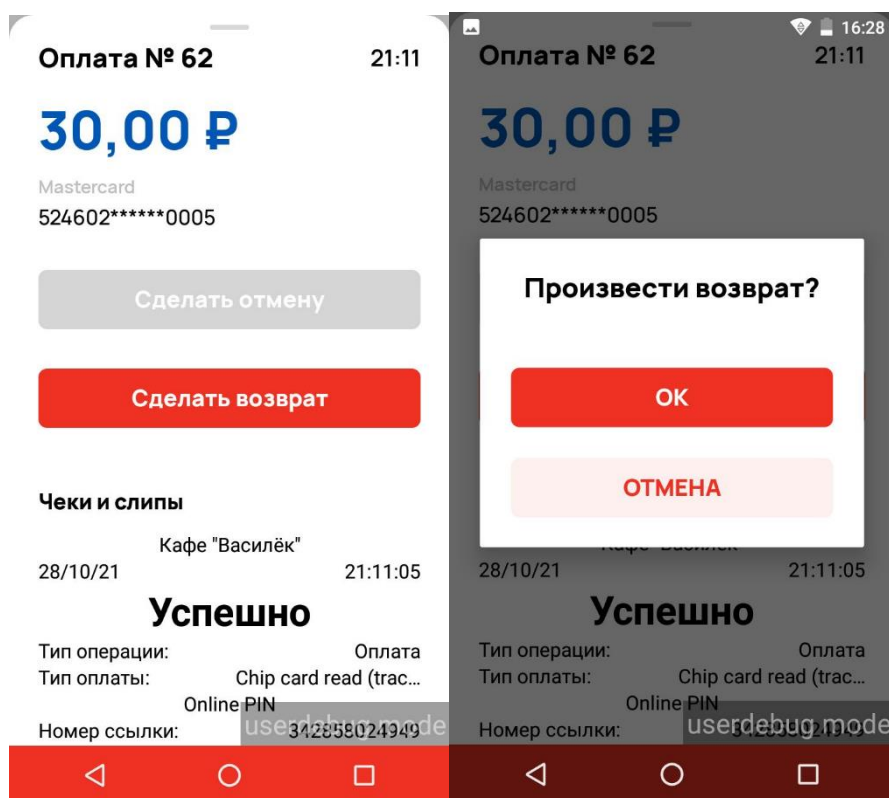 Оплата № 62 21:11
30,00 ₽
Mastercard
524602******0005
Сделать отмену
Сделать возврат
Чеки и слипы
Кафе "Василёк"
28/10/21 21:11:05
Успешно
Тип операции: Оплата
Тип оплаты: Chip card read (trac...
Online PIN
Номер ссылки: 342858024949
userdebug mode
16:28
Оплата № 62 21:11
30,00 ₽
Mastercard
524602******0005
Произвести возврат?
ОК
ОТМЕНА
28/10/21 21:11:05
Успешно
Тип операции: Оплата
Тип оплаты: Chip card read (trac...
Online PIN
Номер ссылки:
userdebug mode